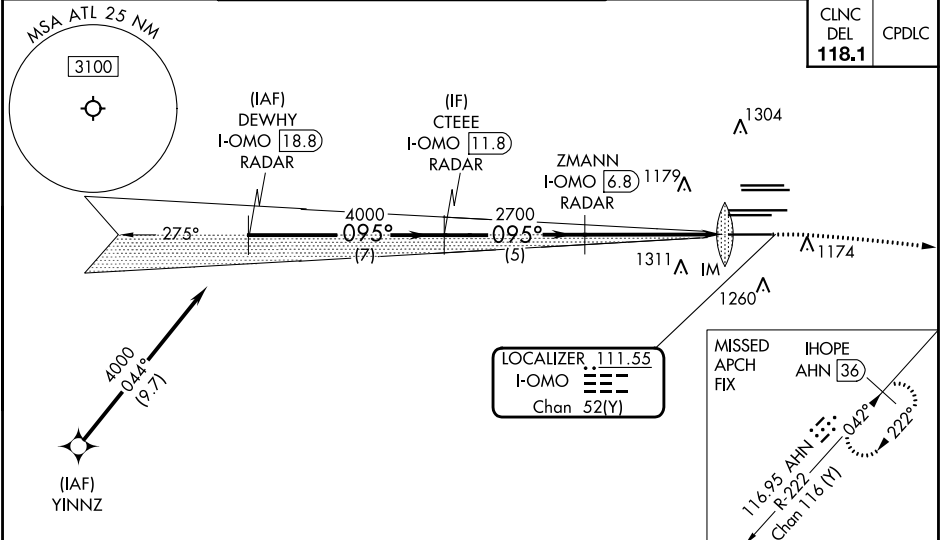 MSA ATL 25 NM
3100
CLNC
DEL
118.1
CPDLC
(IAF)
DEWHY
I-OMO 18.8
RADAR
(IF)
CTEEE
I-OMO 11.8
RADAR
ZMANN
I-OMO 6.8
RADAR
1179
1304
275°
4000
095°
(7)
2700
095°
(5)
1311
IM
1174
1260
4000
044°
(9.7)
(IAF)
YINNZ
LOCALIZER 111.55
I-OMO
Chan 52(Y)
MISSED
APCH
FIX
IHOPE
AHN 36
042°
222°
116.95 AHN
R-222
Chan 116 (Y)